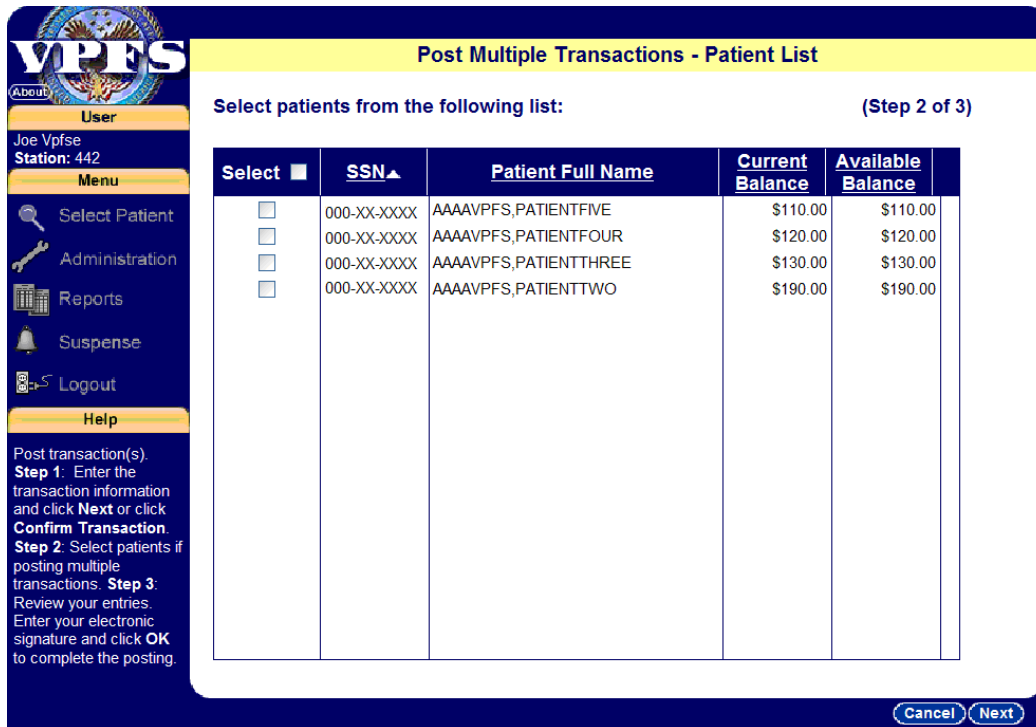 VPFS
About
User
Joe Vpfse
Station: 442
Menu
Select Patient
Administration
Reports
Suspense
Logout
Help
Post transaction(s).
Step 1: Enter the
transaction information
and click Next or click
Confirm Transaction.
Step 2: Select patients if
posting multiple
transactions. Step 3:
Review your entries.
Enter your electronic
signature and click OK
to complete the posting.
Post Multiple Transactions - Patient List
Select patients from the following list: (Step 2 of 3)
Select SSN Patient Full Name Current Balance Available Balance
000-XX-XXXX AAAAVPFS,PATIENTFIVE $110.00 $110.00
000-XX-XXXX AAAAVPFS,PATIENTFOUR $120.00 $120.00
000-XX-XXXX AAAAVPFS,PATIENTTHREE $130.00 $130.00
000-XX-XXXX AAAAVPFS,PATIENTTWO $190.00 $190.00
Cancel Next